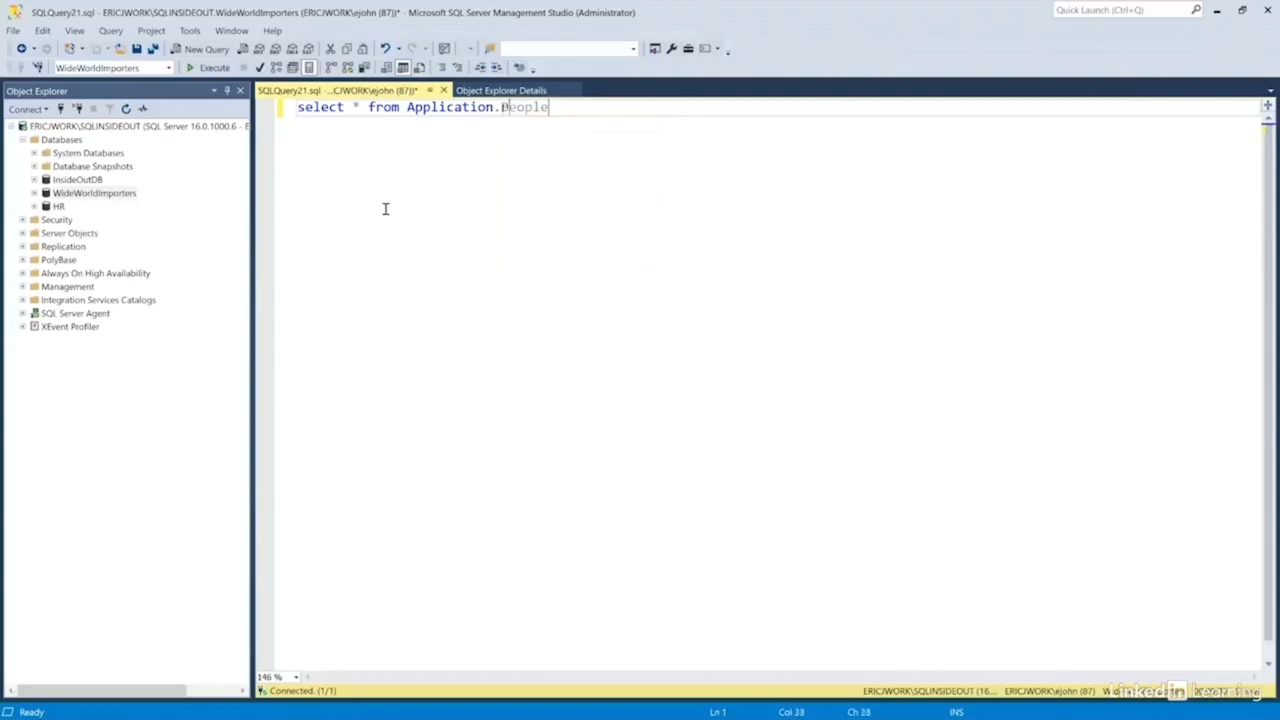 SQLQuery21.sql - ERICJWORK\SQLINSIDEOUT.WideWorldImporters (ERICJWORK\ejohn (87))* - Microsoft SQL Server Management Studio (Administrator)
Quick Launch (Ctrl+Q)
File Edit View Query Project Tools Window Help
New Query
WideWorldImporters Execute
Object Explorer
SQLQuery21.sql - ...CJWORK\ejohn (87))* Object Explorer Details
Connect
select * from Application.People
ERICJWORK\SQLINSIDEOUT (SQL Server 16.0.1000.6 - E
Databases
System Databases
Database Snapshots
InsideOutDB
WideWorldImporters
HR
Security
Server Objects
Replication
PolyBase
Always On High Availability
Management
Integration Services Catalogs
SQL Server Agent
XEvent Profiler
146 %
Connected. (1/1) ERICJWORK\SQLINSIDEOUT (16.... ERICJWORK\ejohn (87)
Linked in Learning
Ready Ln 1 Col 33 Ch 38 INS